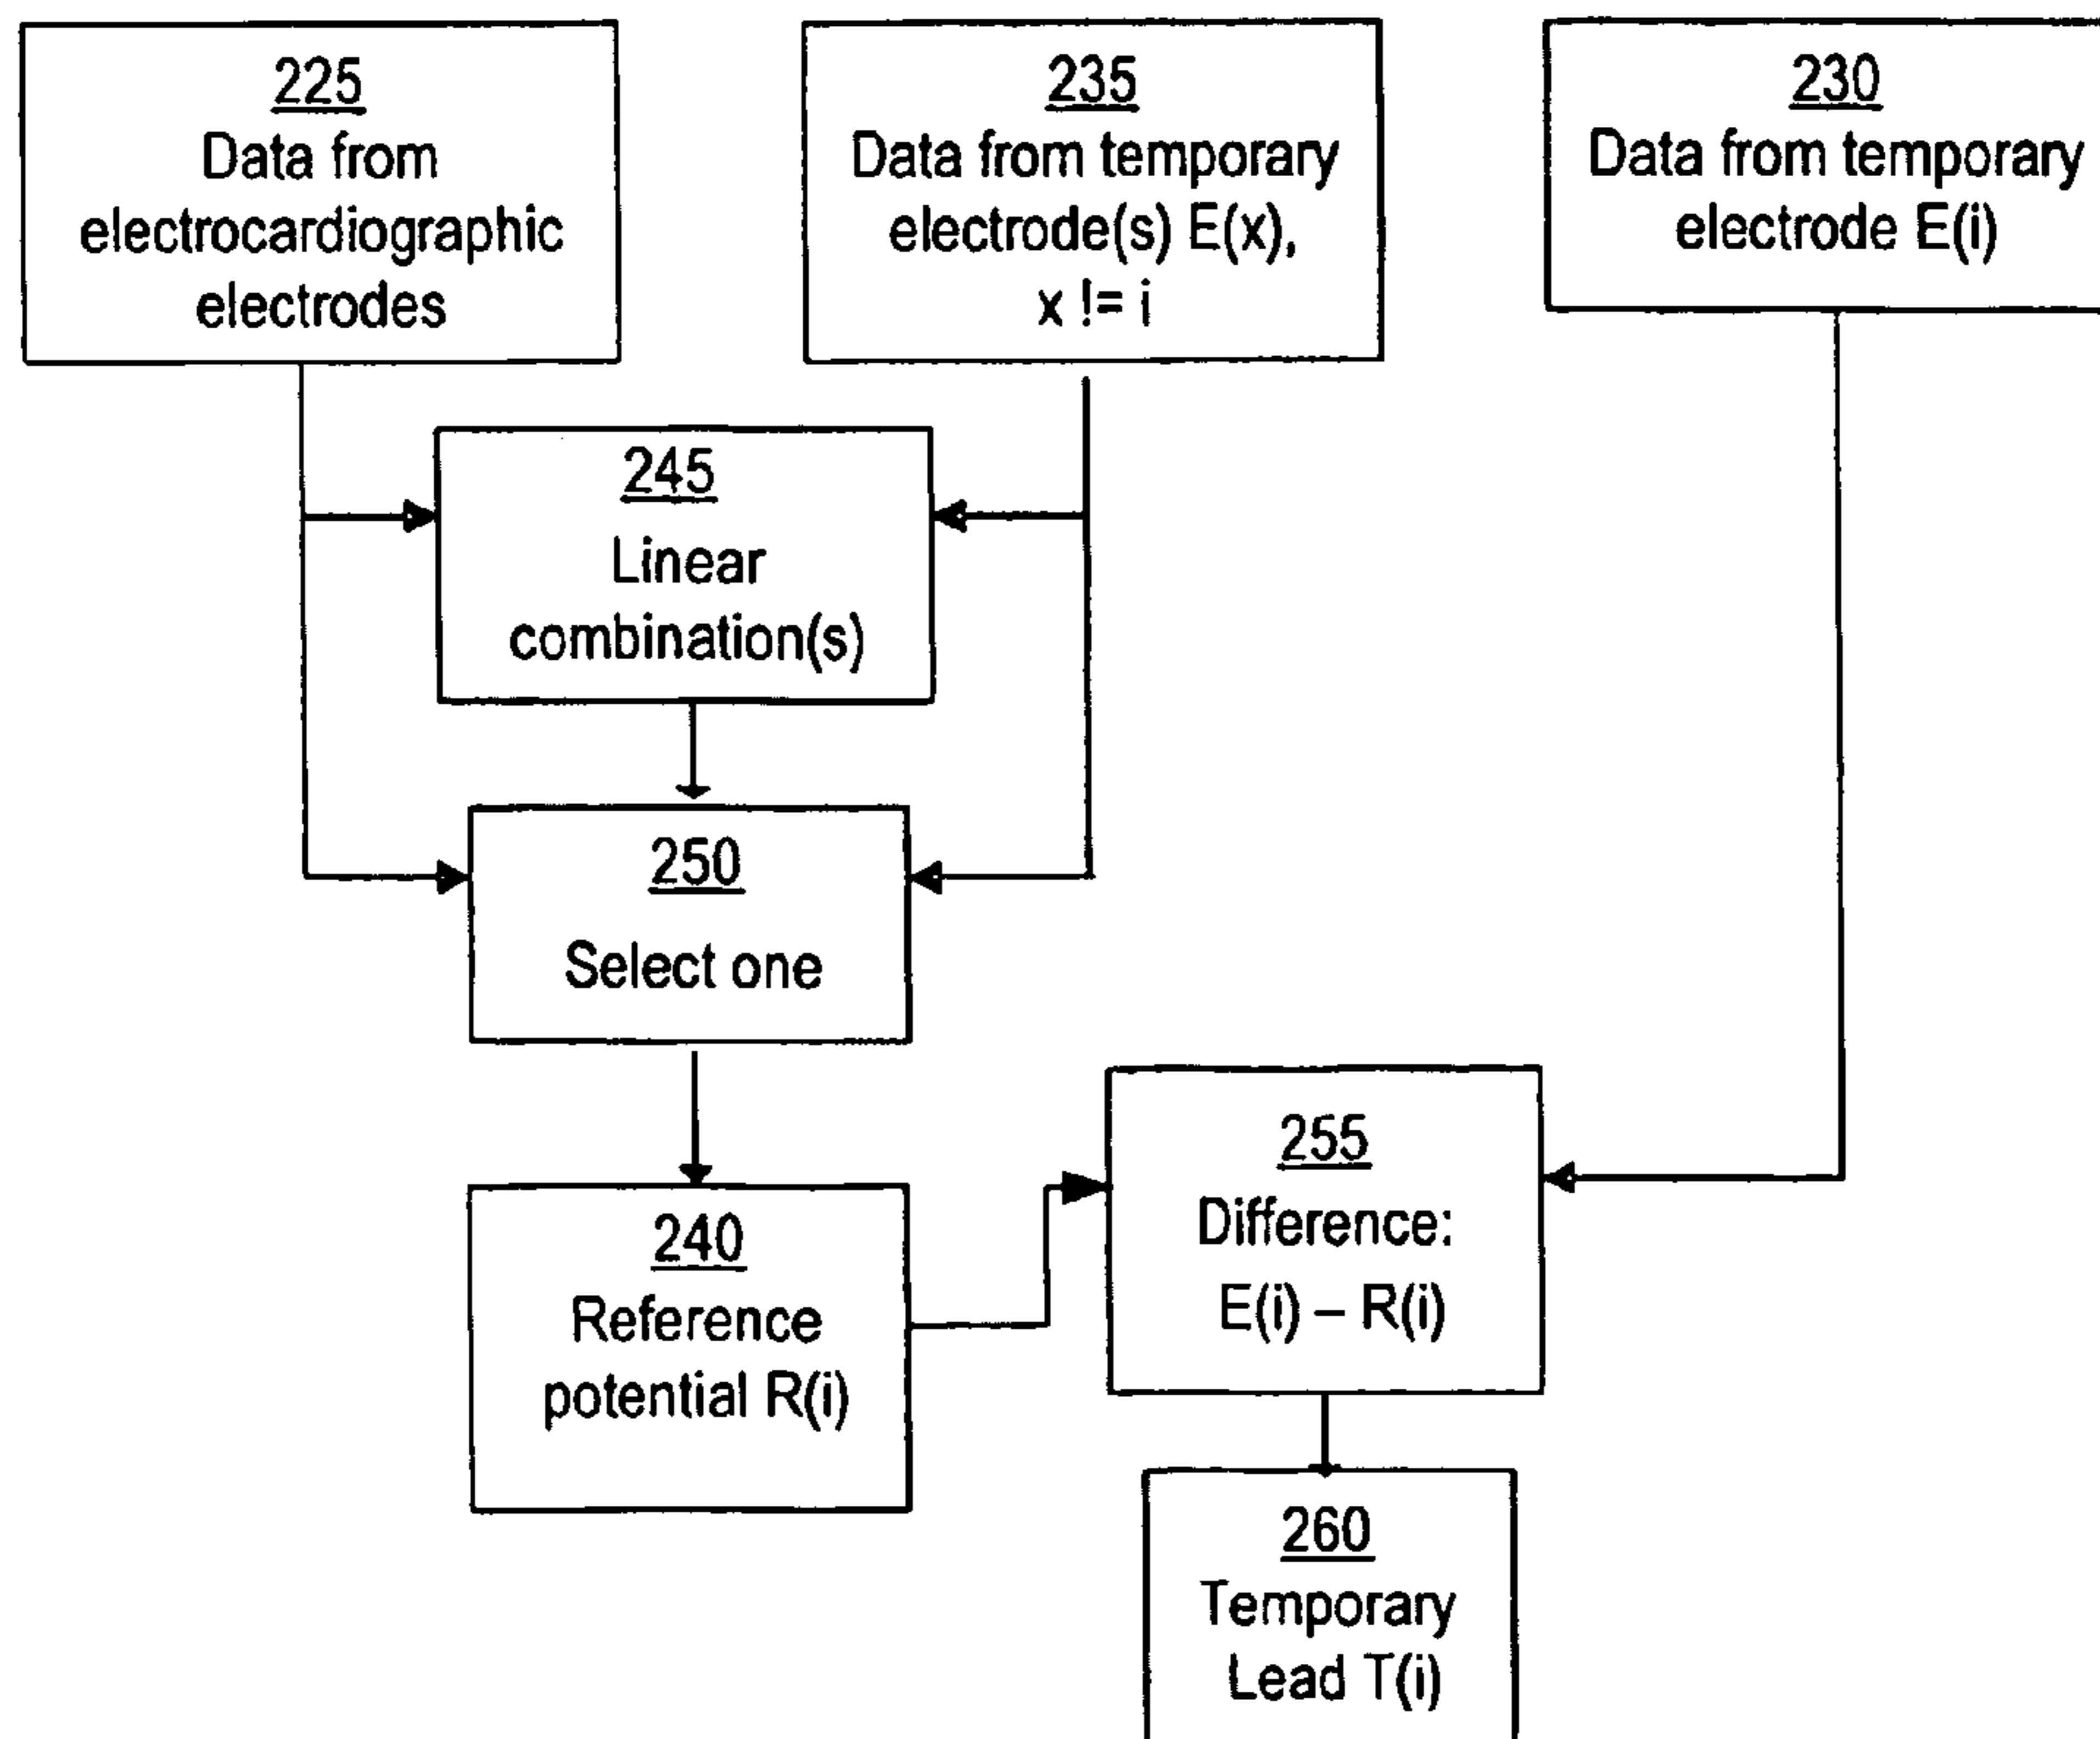 225
Data from
electrocardiographic
electrodes
235
Data from temporary
electrode(s) E(x),
x != i
230
Data from temporary
electrode E(i)
245
Linear
combination(s)
250
Select one
240
Reference
potential R(i)
255
Difference:
E(i) – R(i)
260
Temporary
Lead T(i)